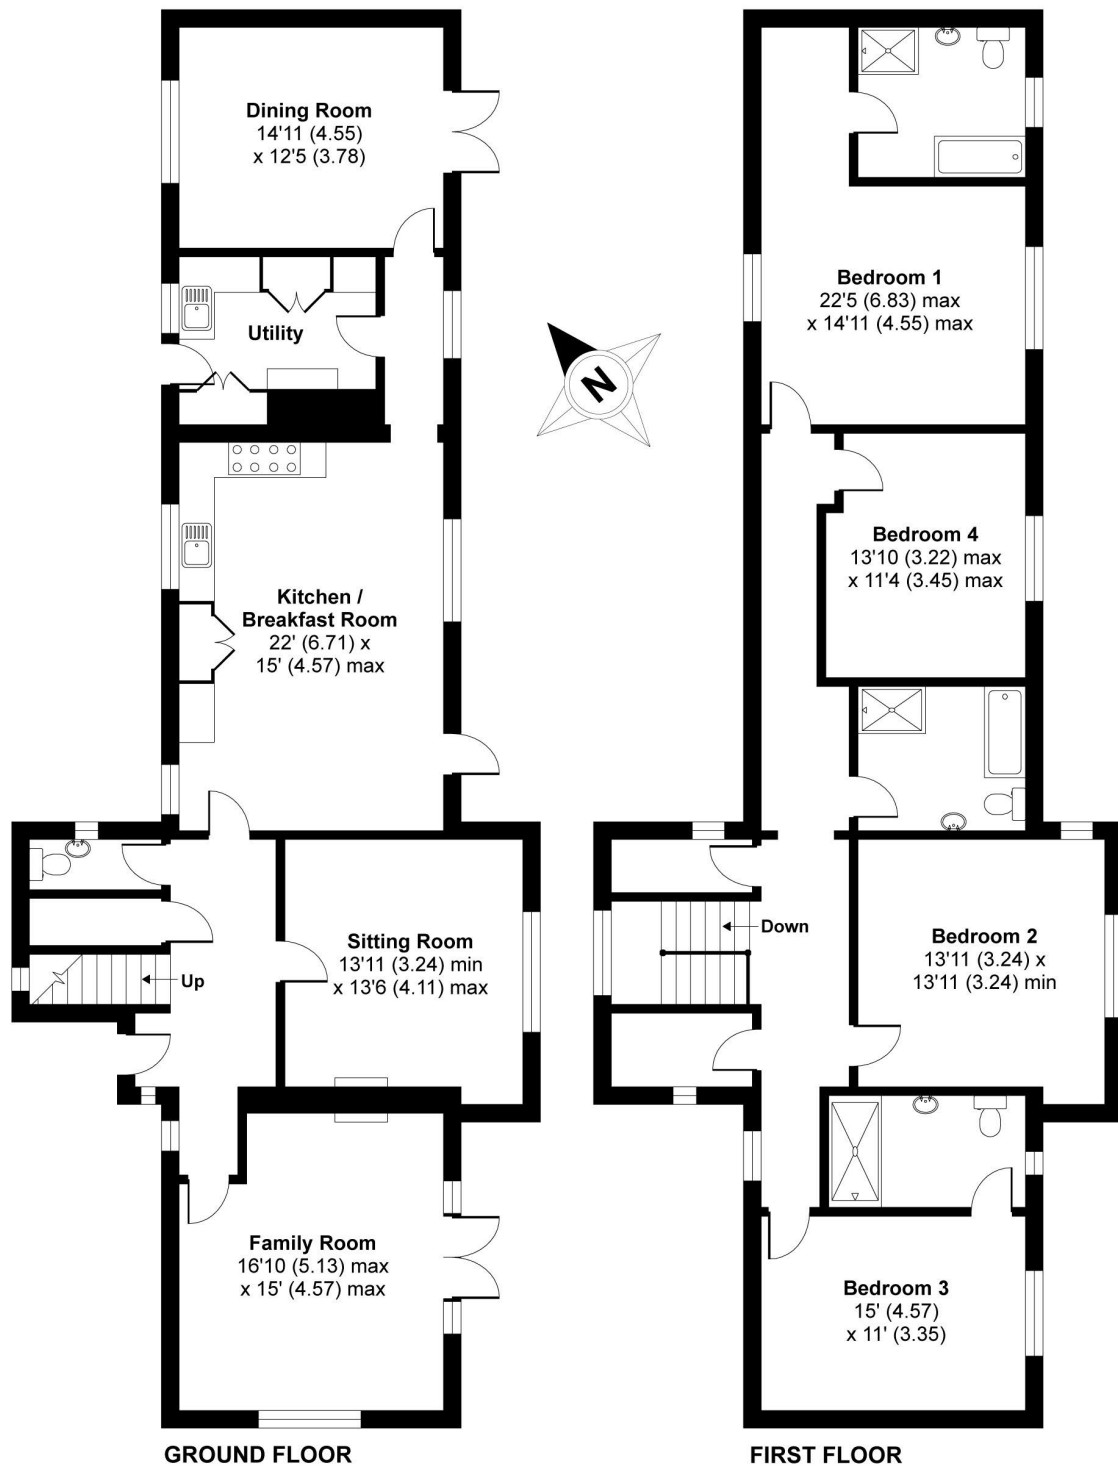 Dining Room
14'11 (4.55)
x 12'5 (3.78)
Utility
Kitchen /
Breakfast Room
22' (6.71) x
15' (4.57) max
Sitting Room
13'11 (3.24) min
x 13'6 (4.11) max
Up
Family Room
16'10 (5.13) max
x 15' (4.57) max
GROUND FLOOR
N
Bedroom 1
22'5 (6.83) max
x 14'11 (4.55) max
Bedroom 4
13'10 (3.22) max
x 11'4 (3.45) max
Down
Bedroom 2
13'11 (3.24) x
13'11 (3.24) min
Bedroom 3
15' (4.57)
x 11' (3.35)
FIRST FLOOR